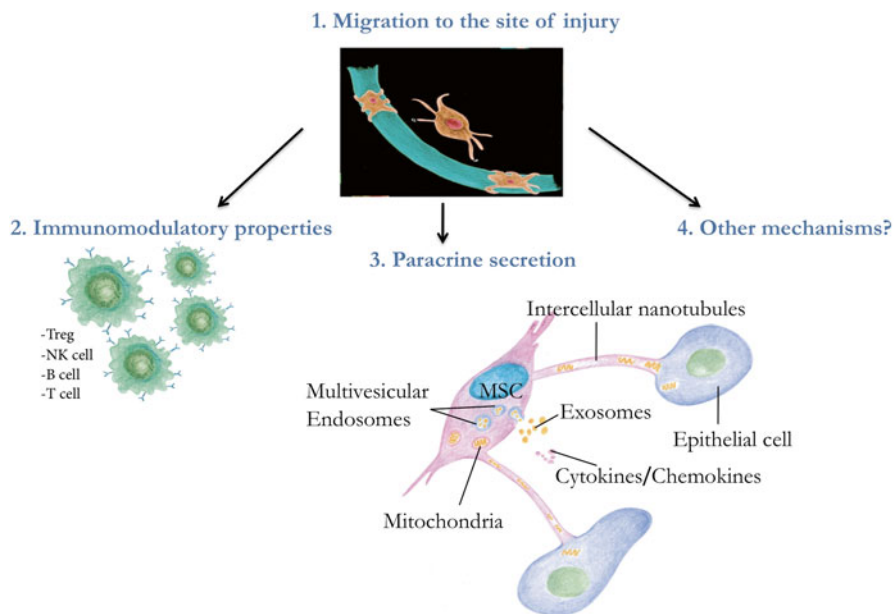 1. Migration to the site of injury
2. Immunomodulatory properties
4. Other mechanisms?
3. Paracrine secretion
-Treg
-NK cell
-B cell
-T cell
Intercellular nanotubules
Multivesicular
Endosomes
MSC
Exosomes
Epithelial cell
Cytokines/Chemokines
Mitochondria